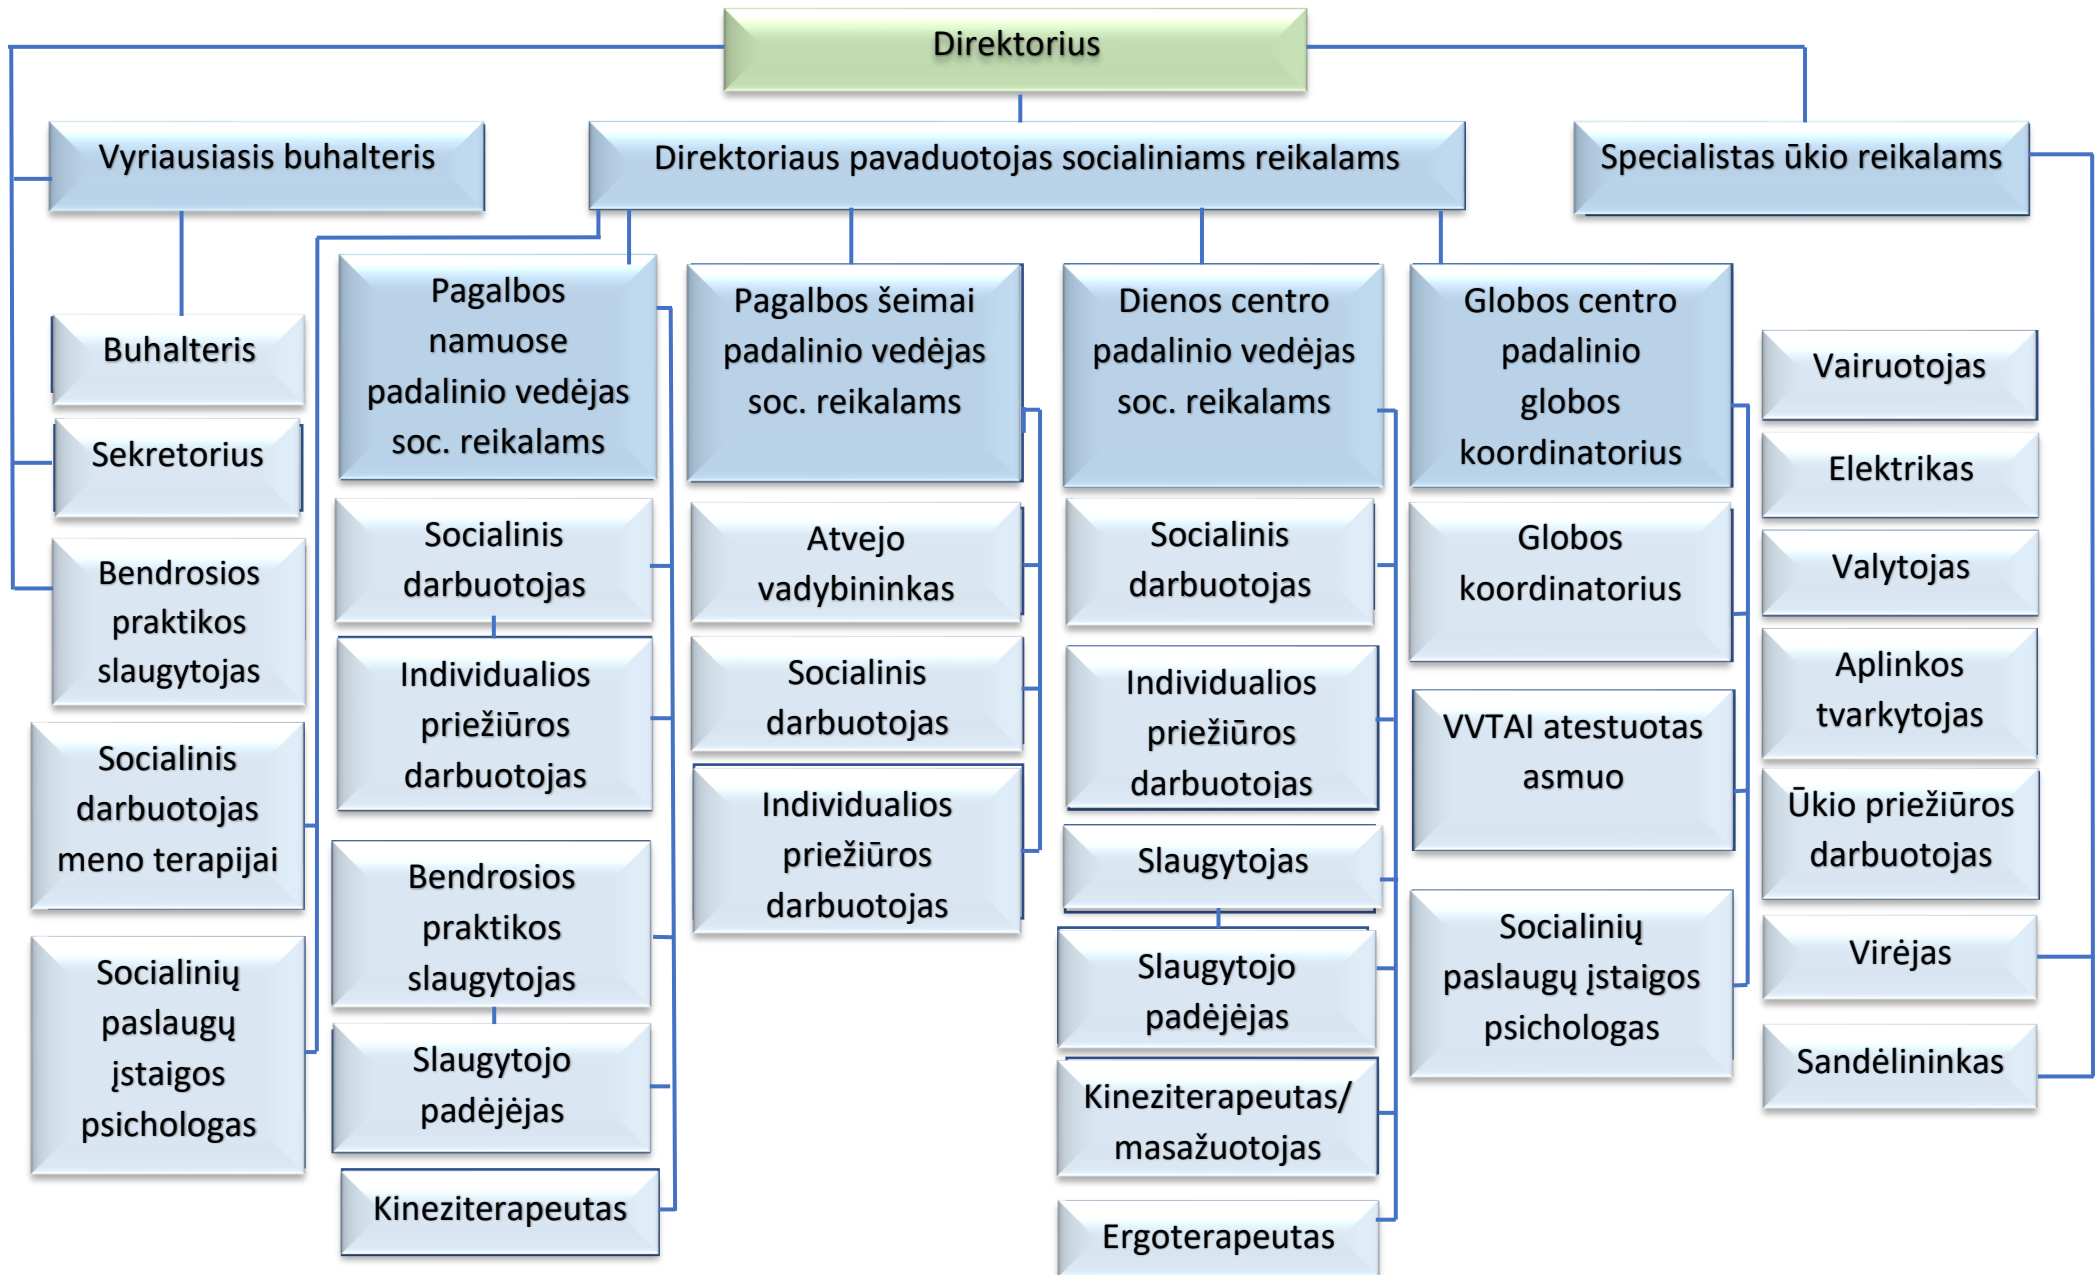 Direktorius
Vyriausiasis buhalteris
Direktoriaus pavaduotojas socialiniams reikalams
Specialistas ūkio reikalams
Buhalteris
Sekretorius
Bendrosios
praktikos
slaugytojas
Socialinis
darbuotojas
meno terapijai
Socialinių
paslaugų
įstaigos
psichologas
Pagalbos
namuose
padalinio vedėjas
soc. reikalams
Socialinis
darbuotojas
Individualios
priežiūros
darbuotojas
Bendrosios
praktikos
slaugytojas
Slaugytojo
padėjėjas
Kineziterapeutas
Pagalbos šeimai
padalinio vedėjas
soc. reikalams
Atvejo
vadybininkas
Socialinis
darbuotojas
Individualios
priežiūros
darbuotojas
Dienos centro
padalinio vedėjas
soc. reikalams
Socialinis
darbuotojas
Individualios
priežiūros
darbuotojas
Slaugytojas
Slaugytojo
padėjėjas
Kineziterapeutas/
masažuotojas
Ergoterapeutas
Globos centro
padalinio
globos
koordinatorius
Globos
koordinatorius
VVTAI atestuotas
asmuo
Socialinių
paslaugų įstaigos
psichologas
Vairuotojas
Elektrikas
Valytojas
Aplinkos
tvarkytojas
Ūkio priežiūros
darbuotojas
Virėjas
Sandėlininkas